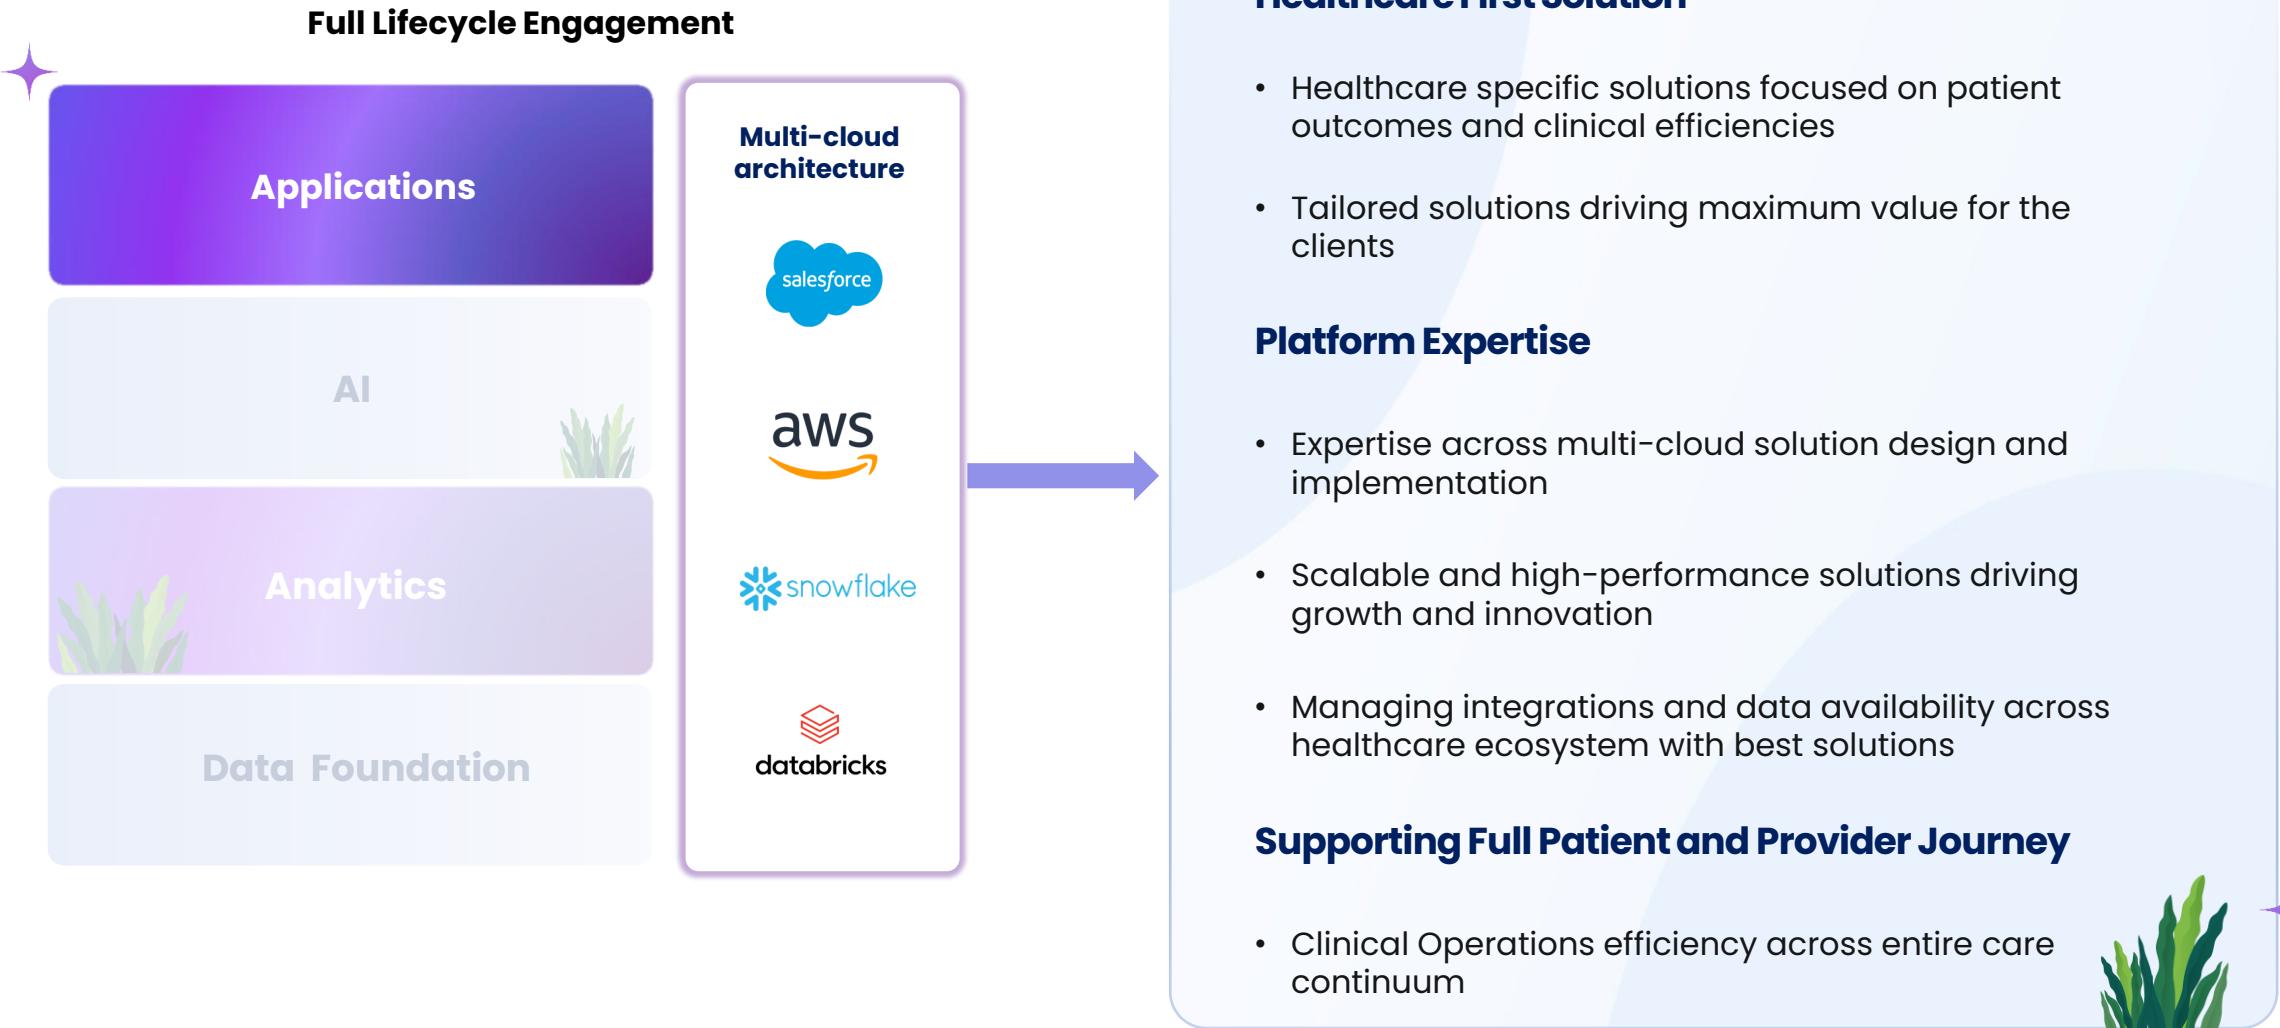 Full Lifecycle Engagement
Applications
AI
Analytics
Data Foundation
Multi-cloud
architecture
salesforce
aws
snowflake
databricks
Healthcare First Solution
• Healthcare specific solutions focused on patient
outcomes and clinical efficiencies
• Tailored solutions driving maximum value for the
clients
Platform Expertise
• Expertise across multi-cloud solution design and
implementation
• Scalable and high-performance solutions driving
growth and innovation
• Managing integrations and data availability across
healthcare ecosystem with best solutions
Supporting Full Patient and Provider Journey
• Clinical Operations efficiency across entire care
continuum